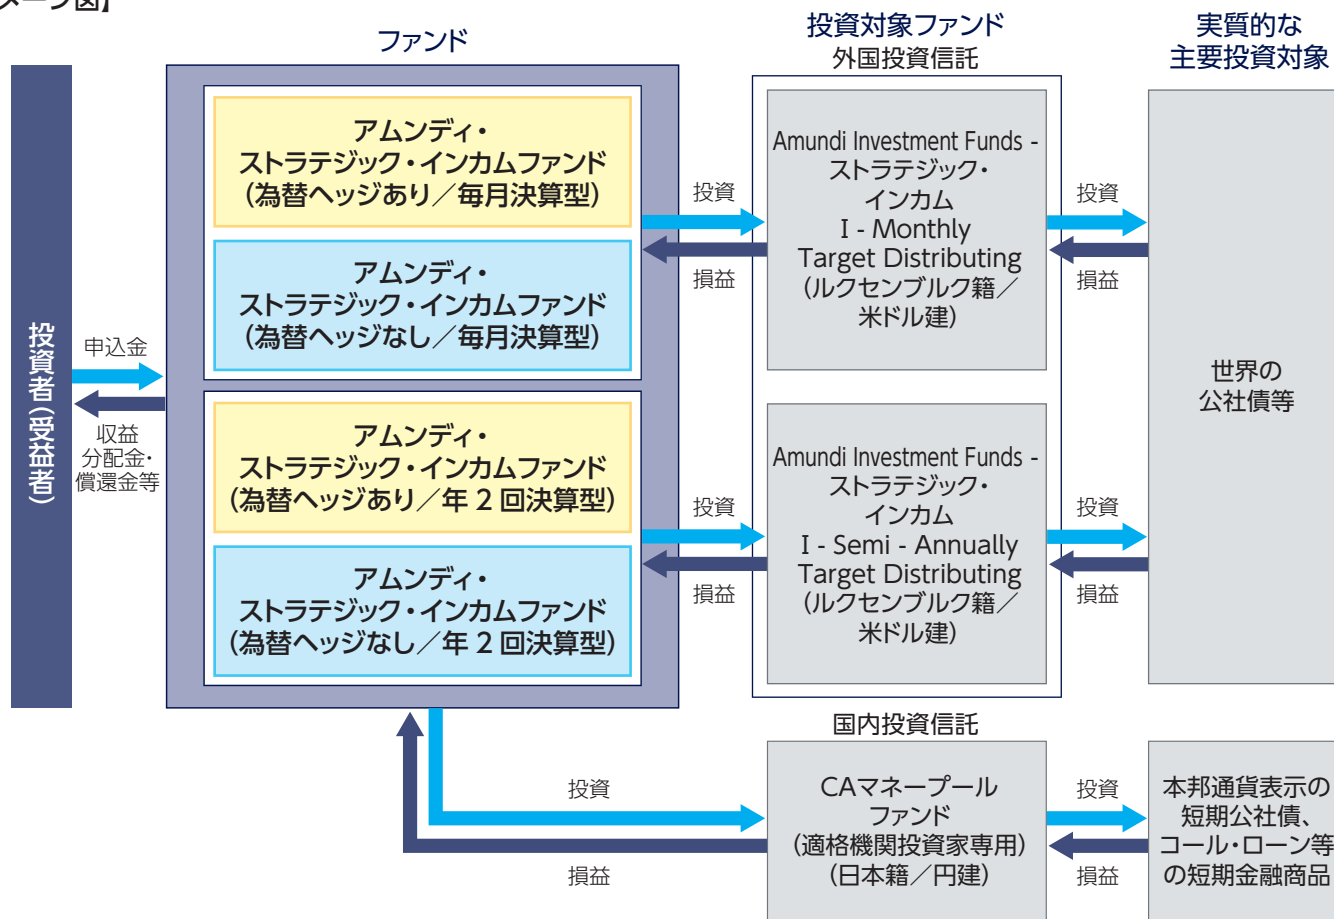 メージ図】
ファンド
投資対象ファンド
外国投資信託
実質的な
主要投資対象
投資者(受益者)
申込金
収益
分配金・
償還金等
アムンディ・
ストラテジック・インカムファンド
(為替ヘッジあり／毎月決算型)
アムンディ・
ストラテジック・インカムファンド
(為替ヘッジなし／毎月決算型)
アムンディ・
ストラテジック・インカムファンド
(為替ヘッジあり／年 2 回決算型)
アムンディ・
ストラテジック・インカムファンド
(為替ヘッジなし／年 2 回決算型)
投資
損益
投資
損益
Amundi Investment Funds -
ストラテジック・
インカム
I - Monthly
Target Distributing
(ルクセンブルク籍／
米ドル建)
Amundi Investment Funds -
ストラテジック・
インカム
I - Semi - Annually
Target Distributing
(ルクセンブルク籍／
米ドル建)
投資
損益
投資
損益
世界の
公社債等
国内投資信託
投資
損益
CAマネープール
ファンド
(適格機関投資家専用)
(日本籍／円建)
投資
損益
本邦通貨表示の
短期公社債、
コール・ローン等
の短期金融商品